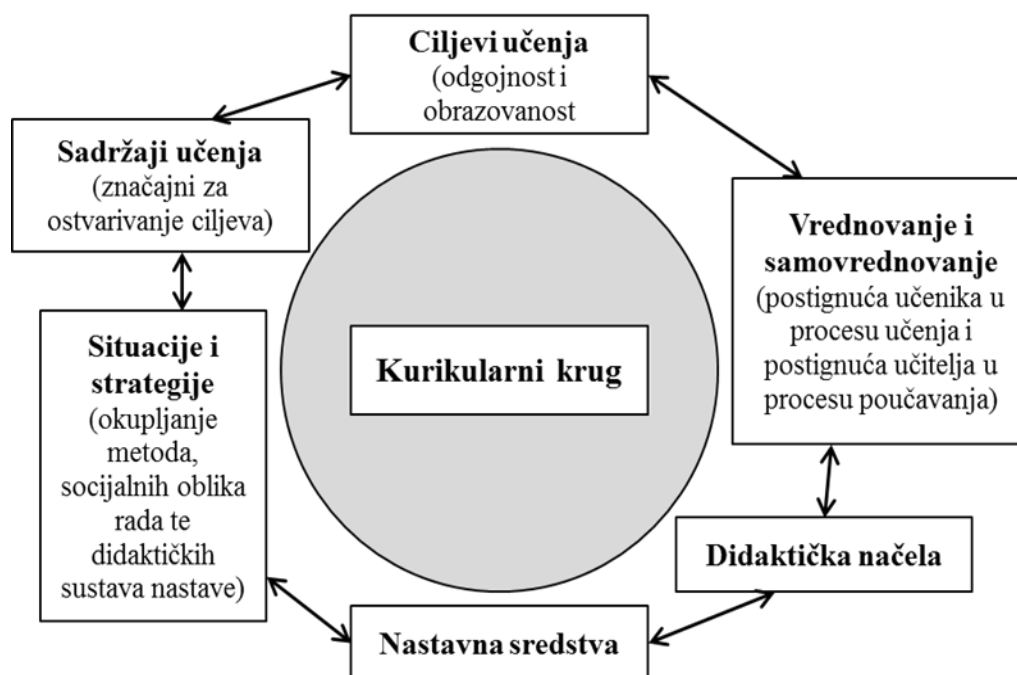 Ciljevi učenja
(odgojnost i
obrazovanost
Sadržaji učenja
(značajni za
ostvarivanje ciljeva)
Vrednovanje i
samovrednovanje
(postignuća učenika u
procesu učenja i
postignuća učitelja u
procesu poučavanja)
Situacije i
strategije
(okupljanje
metoda,
socijalnih oblika
rada te
didaktičkih
sustava nastave)
Kurikularni krug
Didaktička načela
Nastavna sredstva